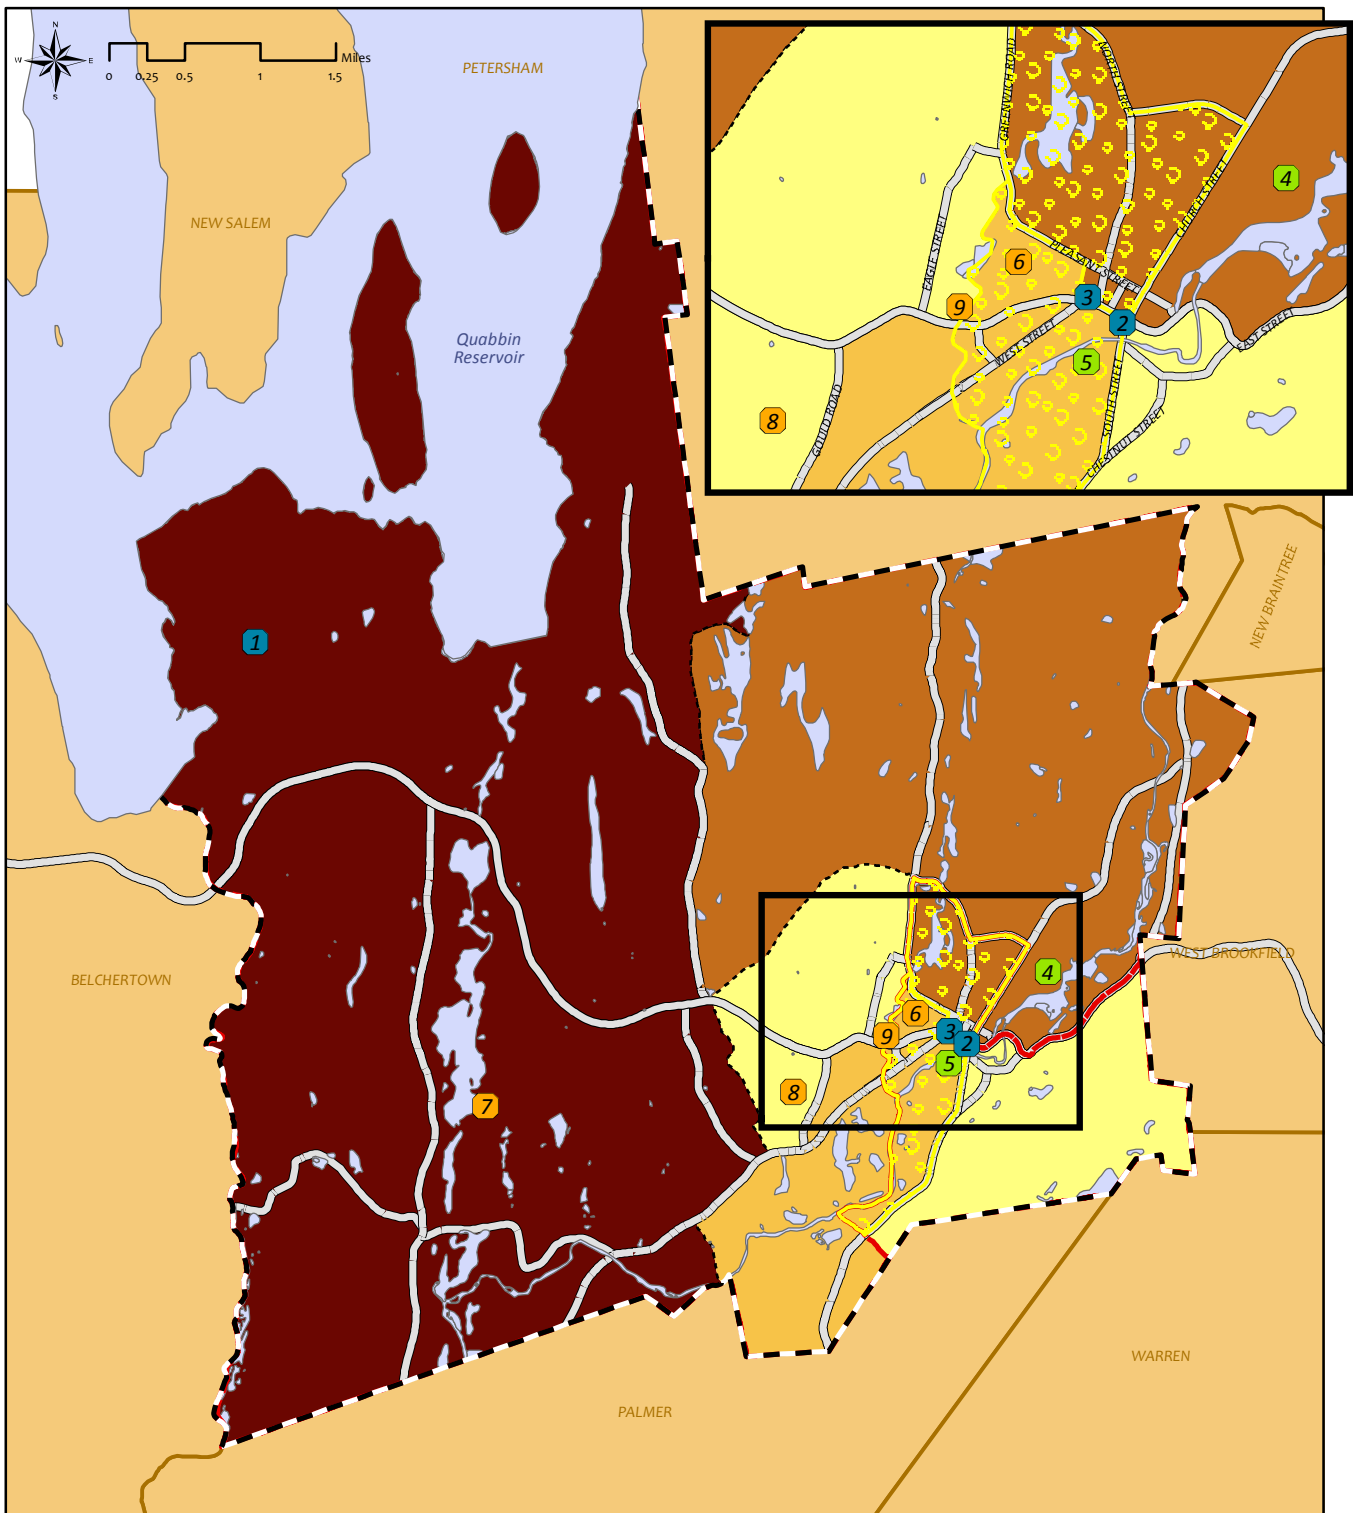 N
W
E
S
0
0.25
0.5
1
1.5
Miles
PETERSHAM
NEW SALEM
Quabbin
Reservoir
GREENWICH ROAD
NORTH STREET
CHURCH STREET
4
EAGLE STREET
6
PLEASANT STREET
3
9
2
WEST STREET
EAST STREET
5
SOUTH STREET
8
GOULD ROAD
CHESTNUT STREET
NEW BRAINTREE
1
BELCHERTOWN
WEST BROOKFIELD
4
6
3
9
2
5
8
7
WARREN
PALMER